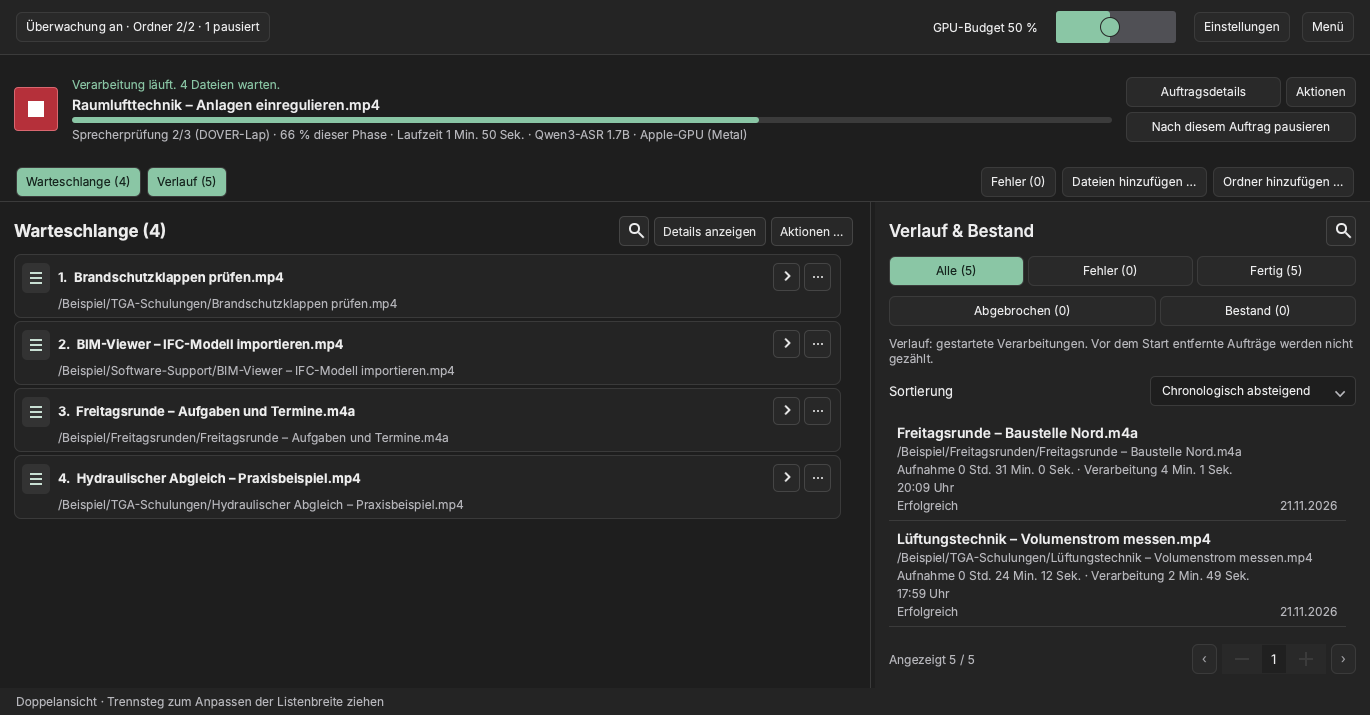 Überwachung an · Ordner 2/2 · 1 pausiert
GPU-Budget 50 %
Einstellungen
Menü
Verarbeitung läuft. 4 Dateien warten.
Raumlufttechnik – Anlagen einregulieren.mp4
Sprecherprüfung 2/3 (DOVER-Lap) · 66 % dieser Phase · Laufzeit 1 Min. 50 Sek. · Qwen3-ASR 1.7B · Apple-GPU (Metal)
Auftragsdetails
Aktionen
Nach diesem Auftrag pausieren
Warteschlange (4)
Verlauf (5)
Fehler (0)
Dateien hinzufügen ...
Ordner hinzufügen ...
Warteschlange (4)
Details anzeigen
Aktionen ...
1. Brandschutzklappen prüfen.mp4
/Beispiel/TGA-Schulungen/Brandschutzklappen prüfen.mp4
2. BIM-Viewer – IFC-Modell importieren.mp4
/Beispiel/Software-Support/BIM-Viewer – IFC-Modell importieren.mp4
3. Freitagsrunde – Aufgaben und Termine.m4a
/Beispiel/Freitagsrunden/Freitagsrunde – Aufgaben und Termine.m4a
4. Hydraulischer Abgleich – Praxisbeispiel.mp4
/Beispiel/TGA-Schulungen/Hydraulischer Abgleich – Praxisbeispiel.mp4
Verlauf & Bestand
Alle (5)
Fehler (0)
Fertig (5)
Abgebrochen (0)
Bestand (0)
Verlauf: gestartete Verarbeitungen. Vor dem Start entfernte Aufträge werden nicht
gezählt.
Sortierung
Chronologisch absteigend
Freitagsrunde – Baustelle Nord.m4a
/Beispiel/Freitagsrunden/Freitagsrunde – Baustelle Nord.m4a
Aufnahme 0 Std. 31 Min. 0 Sek. · Verarbeitung 4 Min. 1 Sek.
20:09 Uhr
Erfolgreich
21.11.2026
Lüftungstechnik – Volumenstrom messen.mp4
/Beispiel/TGA-Schulungen/Lüftungstechnik – Volumenstrom messen.mp4
Aufnahme 0 Std. 24 Min. 12 Sek. · Verarbeitung 2 Min. 49 Sek.
17:59 Uhr
Erfolgreich
21.11.2026
Angezeigt 5 / 5
1
Doppelansicht · Trennsteg zum Anpassen der Listenbreite ziehen